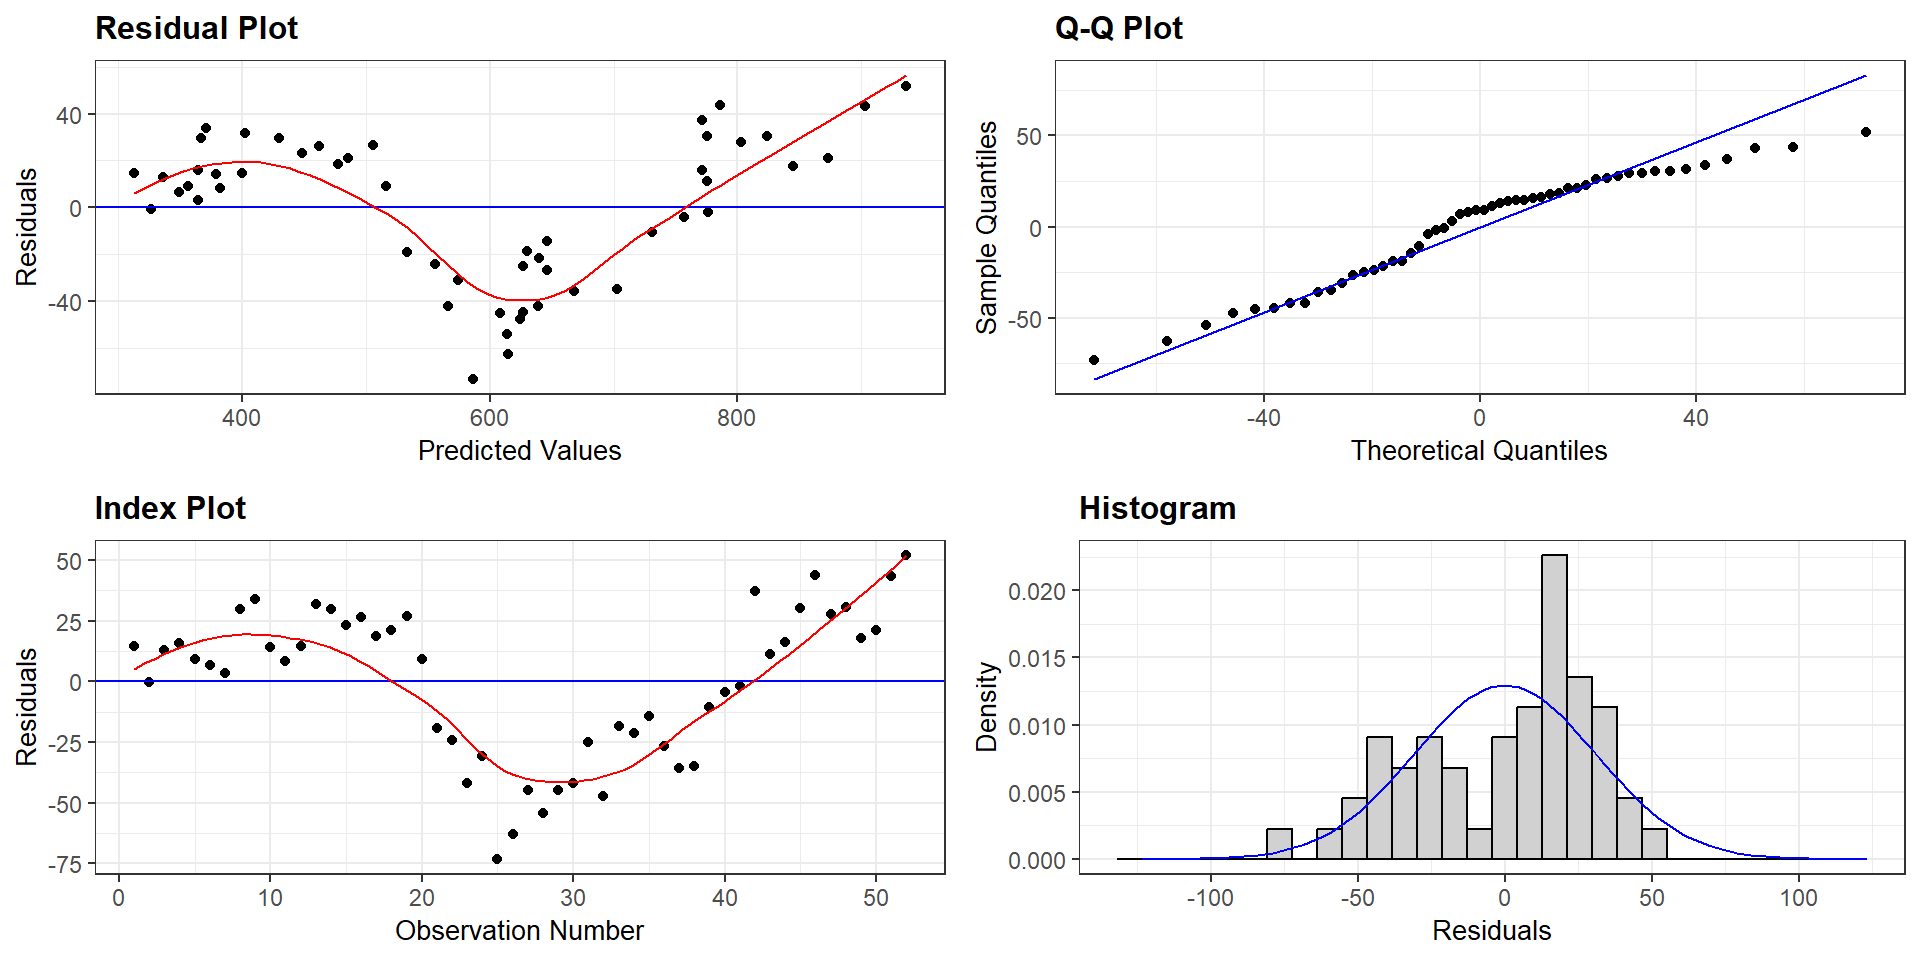 Residual Plot
Residuals
40
0
-40
400 600 800
Predicted Values
Q-Q Plot
Sample Quantiles
50
0
-50
-40 0 40
Theoretical Quantiles
Index Plot
Residuals
50
25
0
-25
-50
-75
0 10 20 30 40 50
Observation Number
Histogram
Density
0.020
0.015
0.010
0.005
0.000
-100 -50 0 50 100
Residuals